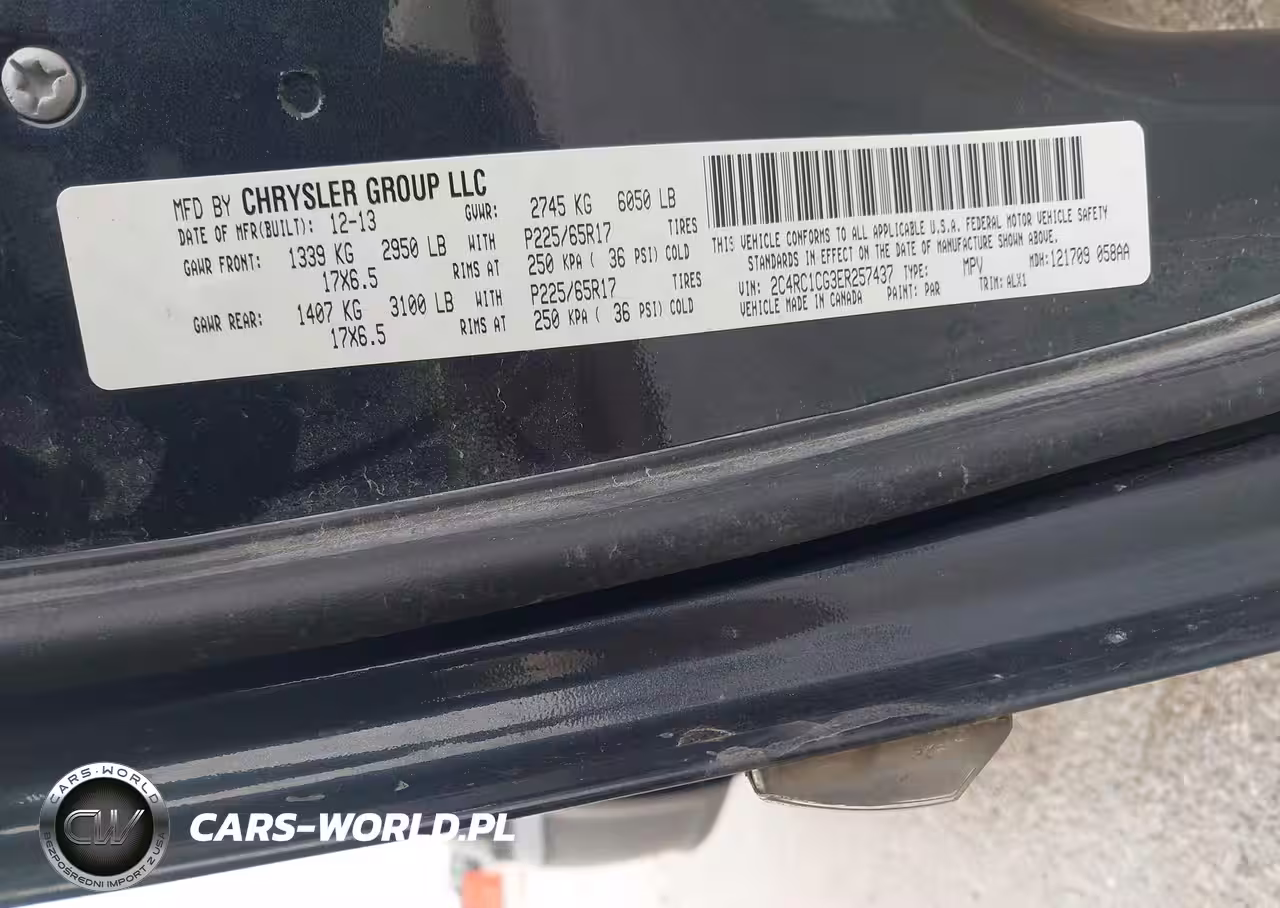 MFD BY CHRYSLER GROUP LLC
DATE OF MFR(BUILT): 12-13 GVWR: 2745 KG 6050 LB
GAWR FRONT: 1339 KG 2950 LB WITH P225/65R17 TIRES
17X6.5 RIMS AT 250 KPA ( 36 PSI) COLD
GAWR REAR: 1407 KG 3100 LB WITH P225/65R17 TIRES
17X6.5 RIMS AT 250 KPA ( 36 PSI) COLD
THIS VEHICLE CONFORMS TO ALL APPLICABLE U.S.A. FEDERAL MOTOR VEHICLE SAFETY
STANDARDS IN EFFECT ON THE DATE OF MANUFACTURE SHOWN ABOVE.
VIN: 2C4RC1CG3ER257437 TYPE: MPV MDH:121709 058AA
VEHICLE MADE IN CANADA PAINT: PAR TRIM: ALX1
CARS-WORLD
CW
BEZPOŚREDNI IMPORT Z USA
CARS-WORLD.PL